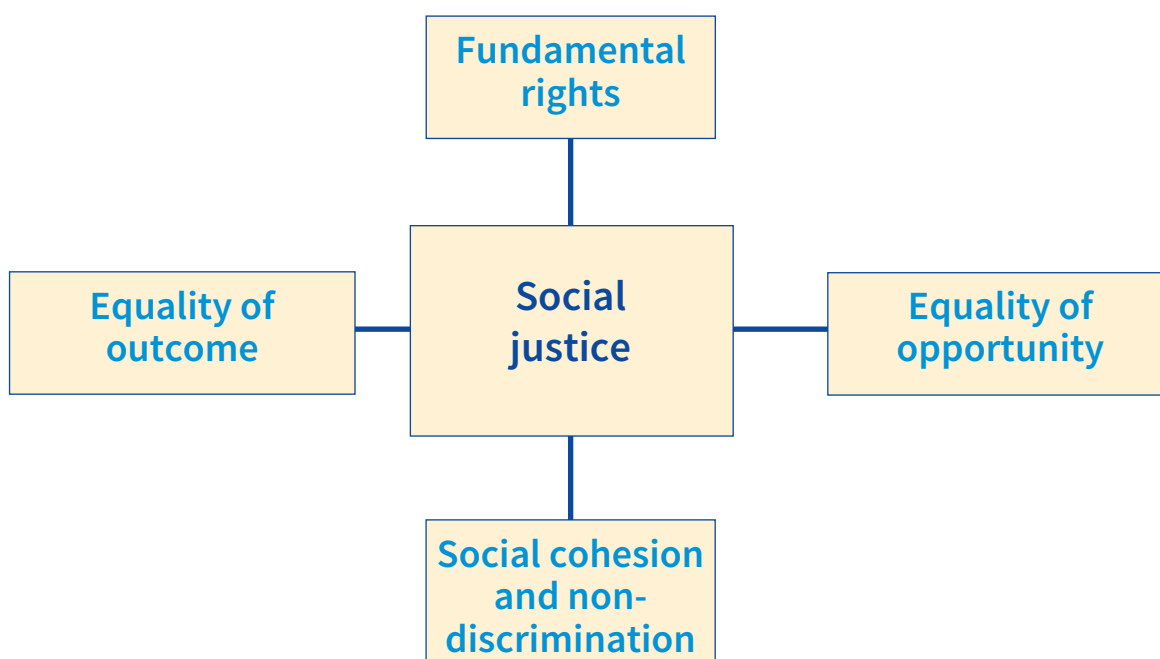 Fundamental
rights
Equality of
outcome
Social
justice
Equality of
opportunity
Social cohesion
and non-
discrimination